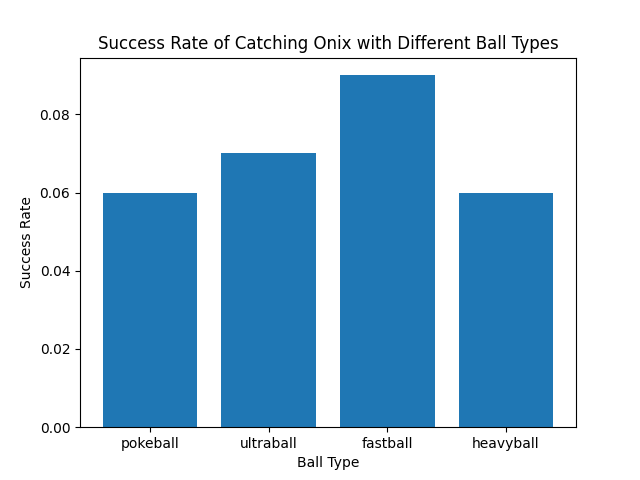 Success Rate of Catching Onix with Different Ball Types
Success Rate
0.08
0.06
0.04
0.02
0.00
pokeball ultraball fastball heavyball
Ball Type